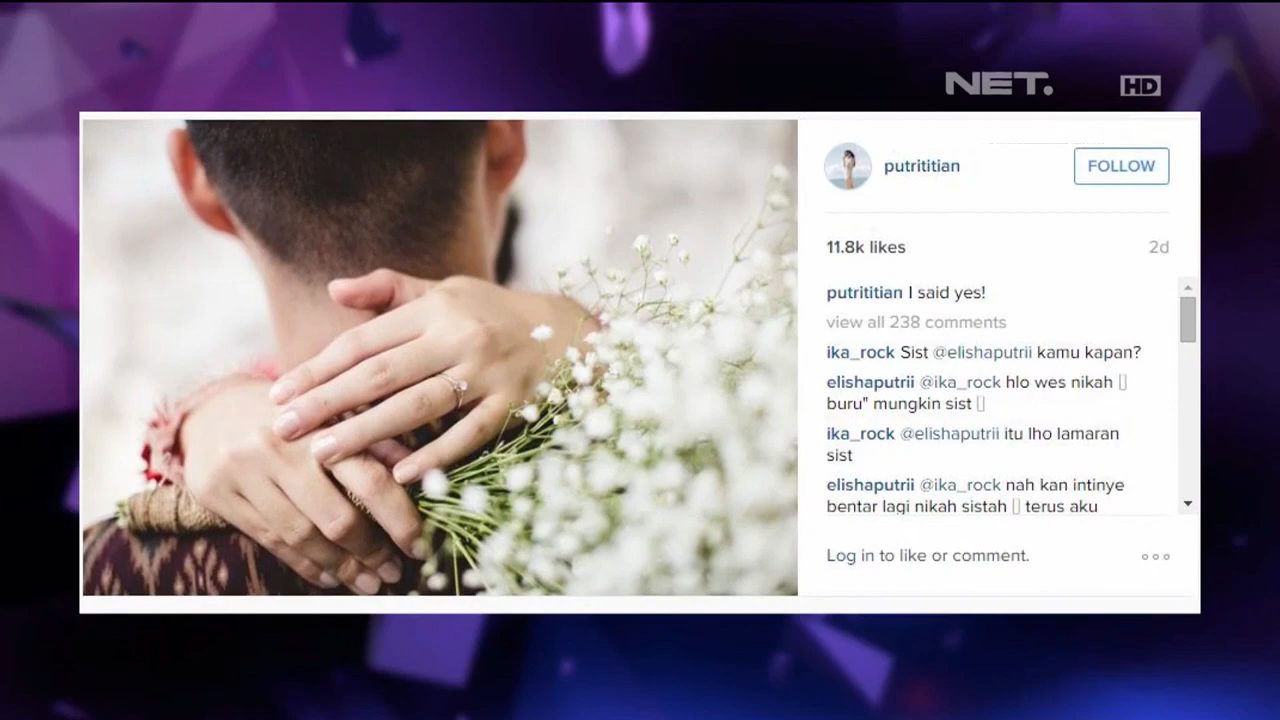 NET.
HD
putrititian
FOLLOW
11.8k likes
2d
putrititian I said yes!
view all 238 comments
ika_rock Sist @elishaputrii kamu kapan?
elishaputrii @ika_rock hlo wes nikah
buru" mungkin sist
ika_rock @elishaputrii itu lho lamaran
sist
elishaputrii @ika_rock nah kan intinye
bentar lagi nikah sistah terus aku
Log in to like or comment.